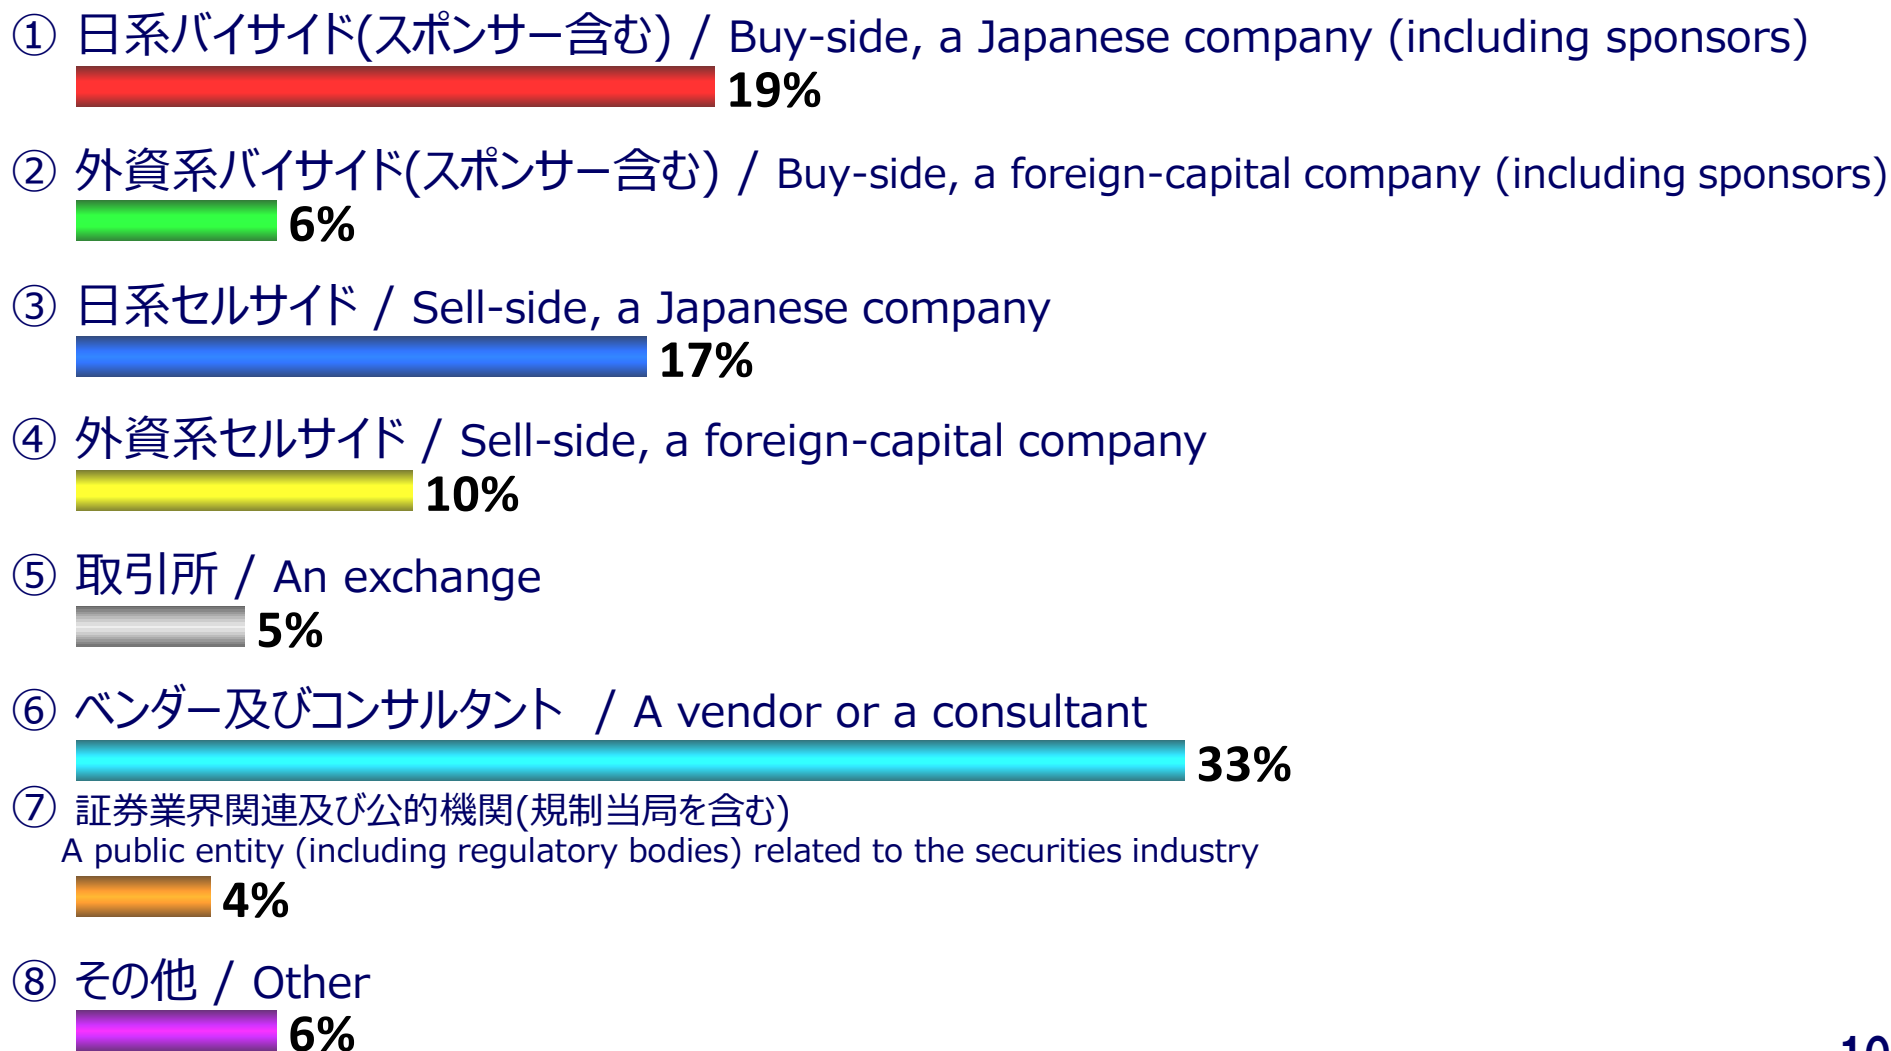 ① 日系バイサイド(スポンサー含む) / Buy-side, a Japanese company (including sponsors)
19%
② 外資系バイサイド(スポンサー含む) / Buy-side, a foreign-capital company (including sponsors)
6%
③ 日系セルサイド / Sell-side, a Japanese company
17%
④ 外資系セルサイド / Sell-side, a foreign-capital company
10%
⑤ 取引所 / An exchange
5%
⑥ ベンダー及びコンサルタント / A vendor or a consultant
33%
⑦ 証券業界関連及び公的機関(規制当局を含む)
A public entity (including regulatory bodies) related to the securities industry
4%
⑧ その他 / Other
6%
10